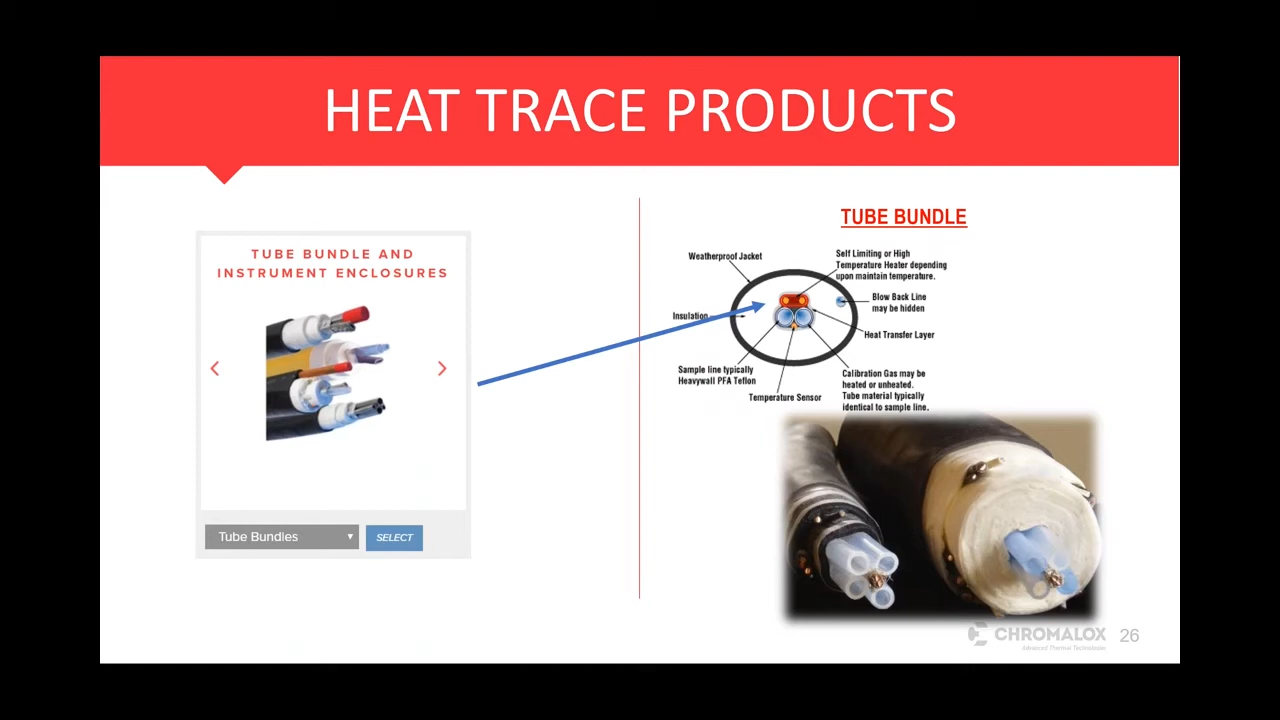 HEAT TRACE PRODUCTS
TUBE BUNDLE AND
INSTRUMENT ENCLOSURES
Tube Bundles
SELECT
TUBE BUNDLE
Weatherproof Jacket
Self Limiting or High
Temperature Heater depending
upon maintain temperature.
Blow Back Line
may be hidden
Insulation
Heat Transfer Layer
Sample line typically
Heavywall PFA Teflon
Temperature Sensor
Calibration Gas may be
heated or unheated.
Tube material typically
identical to sample line.
CHROMALOX
Advanced Thermal Technologies
26